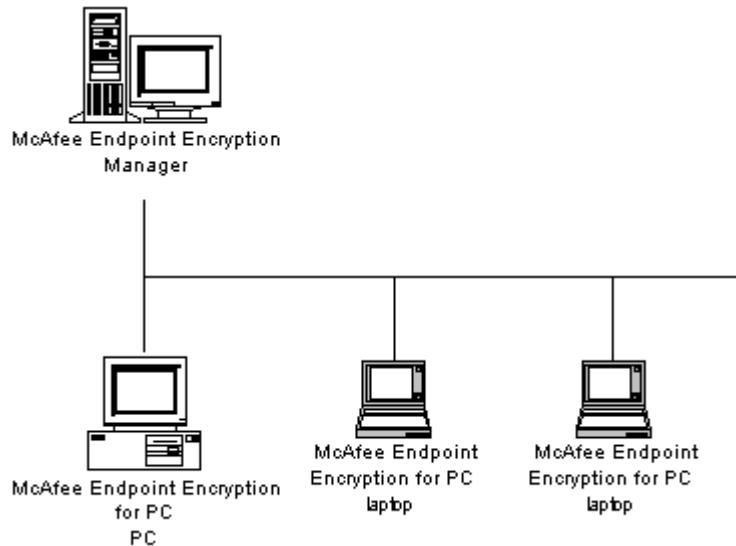 McAfee Endpoint Encryption
Manager
McAfee Endpoint Encryption
for PC
PC
McAfee Endpoint
Encryption for PC
laptop
McAfee Endpoint
Encryption for PC
laptop